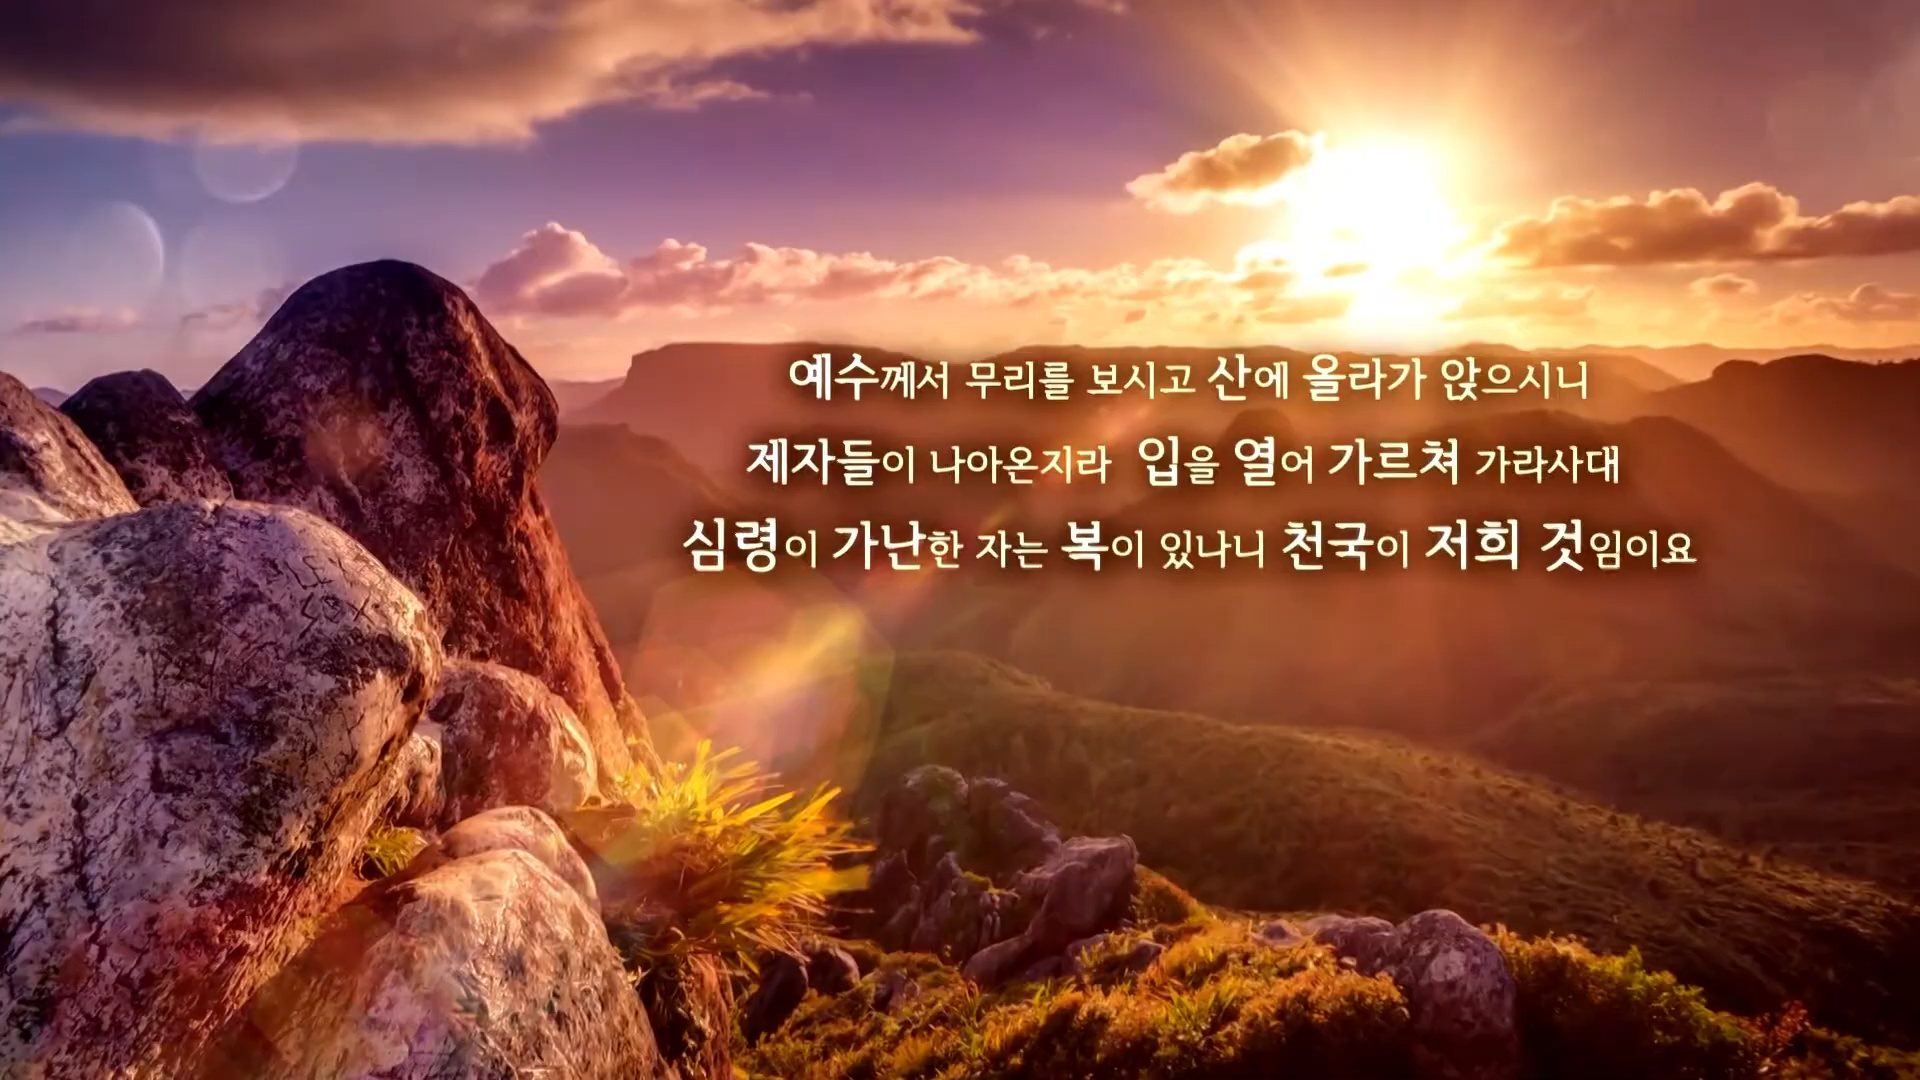 예수께서 무리를 보시고 산에 올라가 앉으시니
제자들이 나아온지라 입을 열어 가르쳐 가라사대
심령이 가난한 자는 복이 있나니 천국이 저희 것임이요